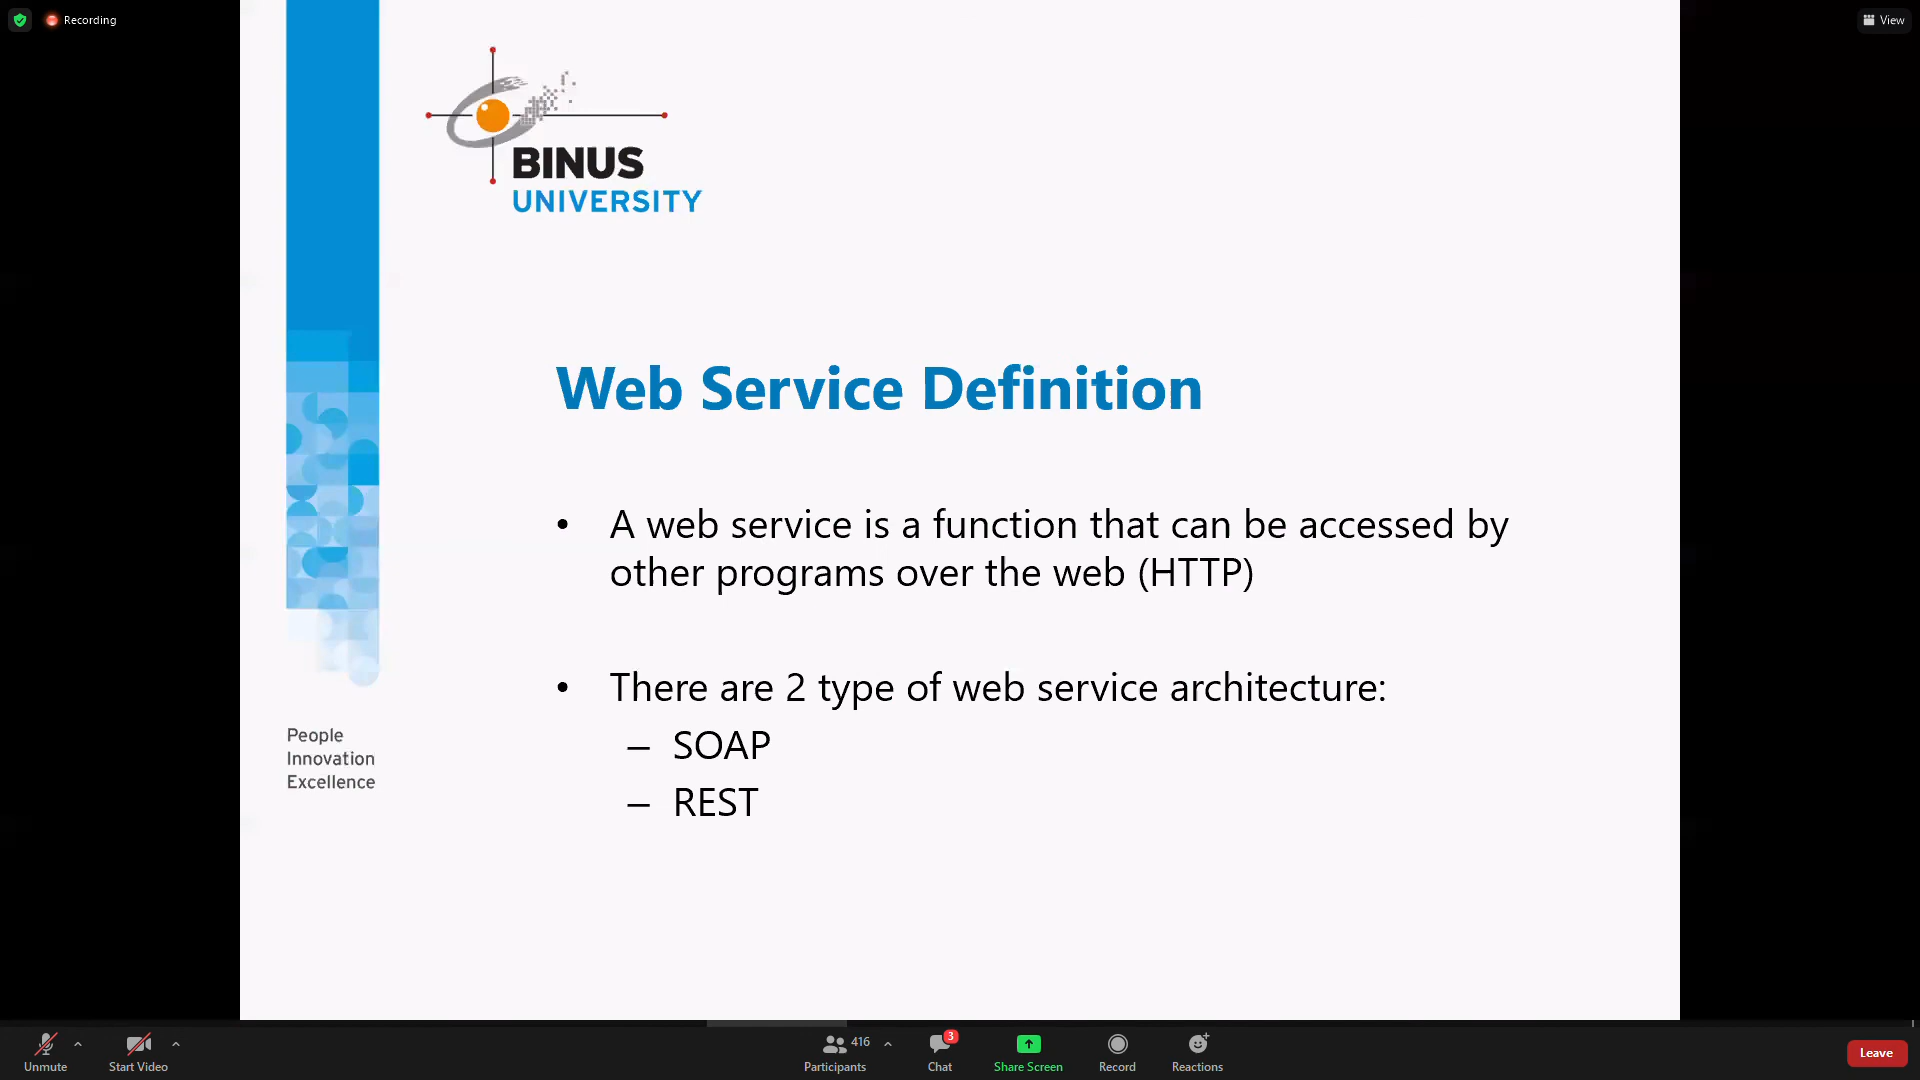 Recording
View
BINUS
UNIVERSITY
Web Service Definition
• A web service is a function that can be accessed by
other programs over the web (HTTP)
• There are 2 type of web service architecture:
– SOAP
– REST
People
Innovation
Excellence
Unmute
Start Video
416
Participants
3
Chat
Share Screen
Record
Reactions
Leave